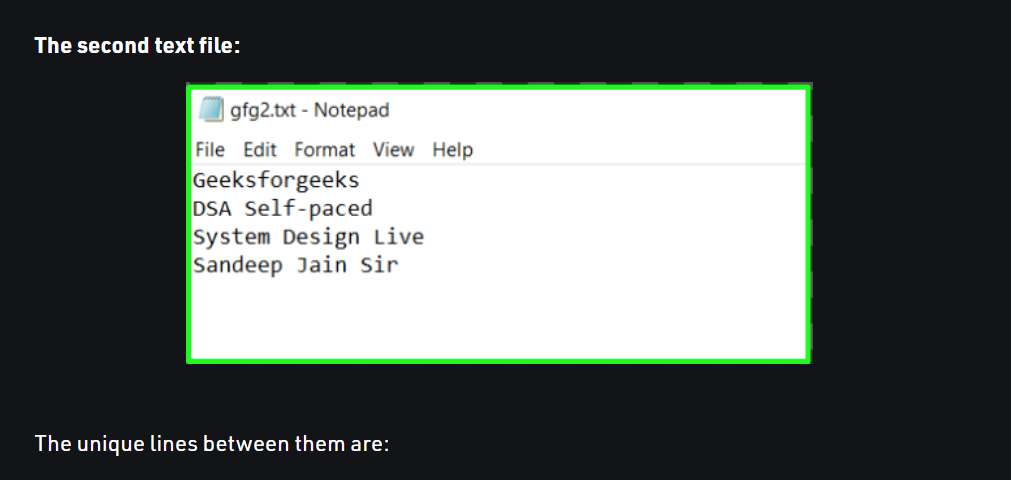 The second text file:
gfg2.txt - Notepad
File Edit Format View Help
Geeksforgeeks
DSA Self-paced
System Design Live
Sandeep Jain Sir
The unique lines between them are: